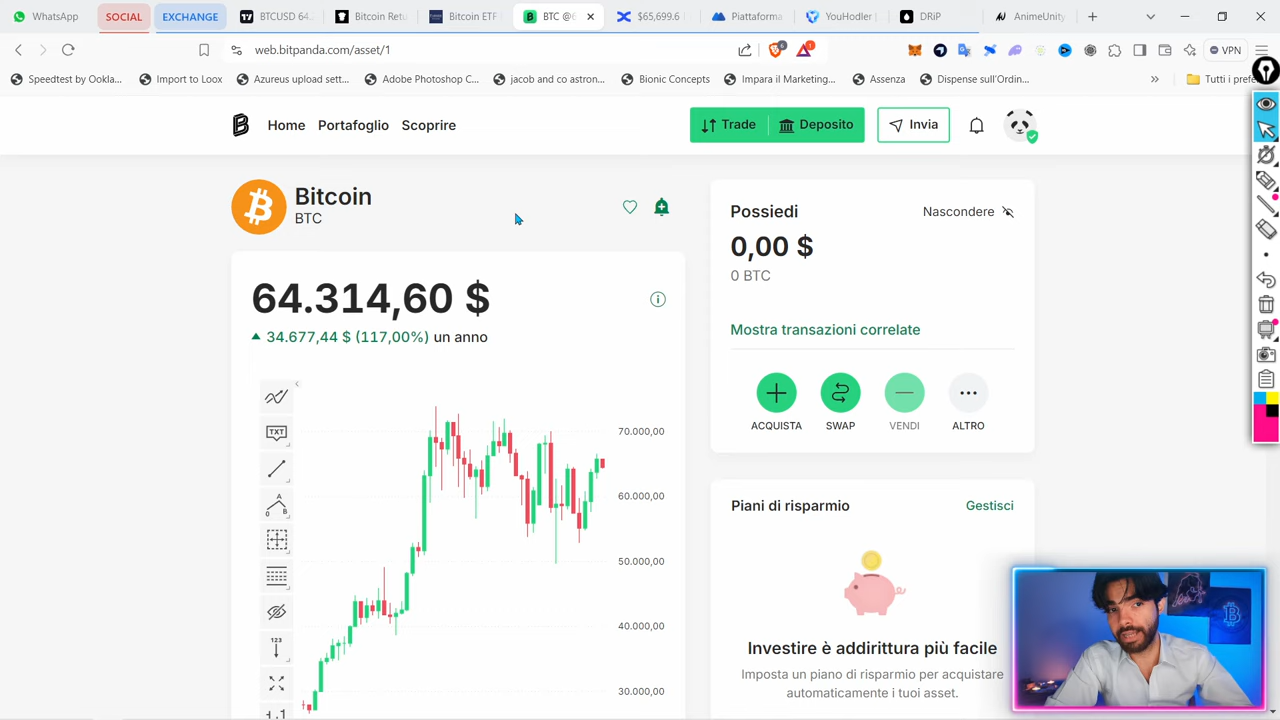 WhatsApp
SOCIAL
EXCHANGE
BTCUSD 64.
Bitcoin Retu
Bitcoin ETF
BTC @6
$65,699.6
Piattaforma
YouHodler
DRiP
AnimeUnity
web.bitpanda.com/asset/1
VPN
Speedtest by Ookla...
Import to Loox
Azureus upload sett...
Adobe Photoshop C...
jacob and co astron...
Bionic Concepts
Impara il Marketing...
Assenza
Dispense sull'Ordin...
Tutti i prefe
Home
Portafoglio
Scoprire
Trade
Deposito
Invia
Bitcoin
BTC
64.314,60 $
34.677,44 $ (117,00%) un anno
TXT
A
0 B
123
70.000,00
60.000,00
50.000,00
40.000,00
30.000,00
Possiedi
Nascondere
0,00 $
0 BTC
Mostra transazioni correlate
ACQUISTA
SWAP
VENDI
ALTRO
Piani di risparmio
Gestisci
Investire è addirittura più facile
Imposta un piano di risparmio per acquistare
automaticamente i tuoi asset.